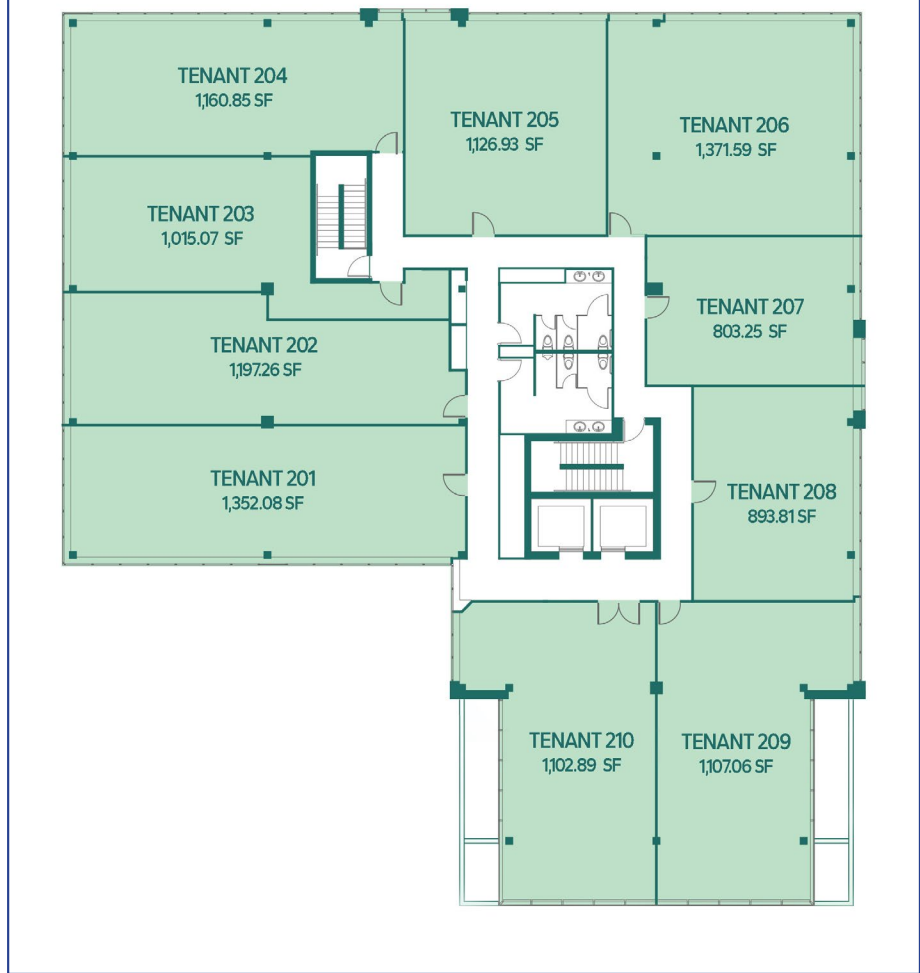 TENANT 204
1,160.85 SF
TENANT 205
1,126.93 SF
TENANT 206
1,371.59 SF
TENANT 203
1,015.07 SF
TENANT 207
803.25 SF
TENANT 202
1,197.26 SF
TENANT 201
1,352.08 SF
TENANT 208
893.81 SF
TENANT 210
1,102.89 SF
TENANT 209
1,107.06 SF